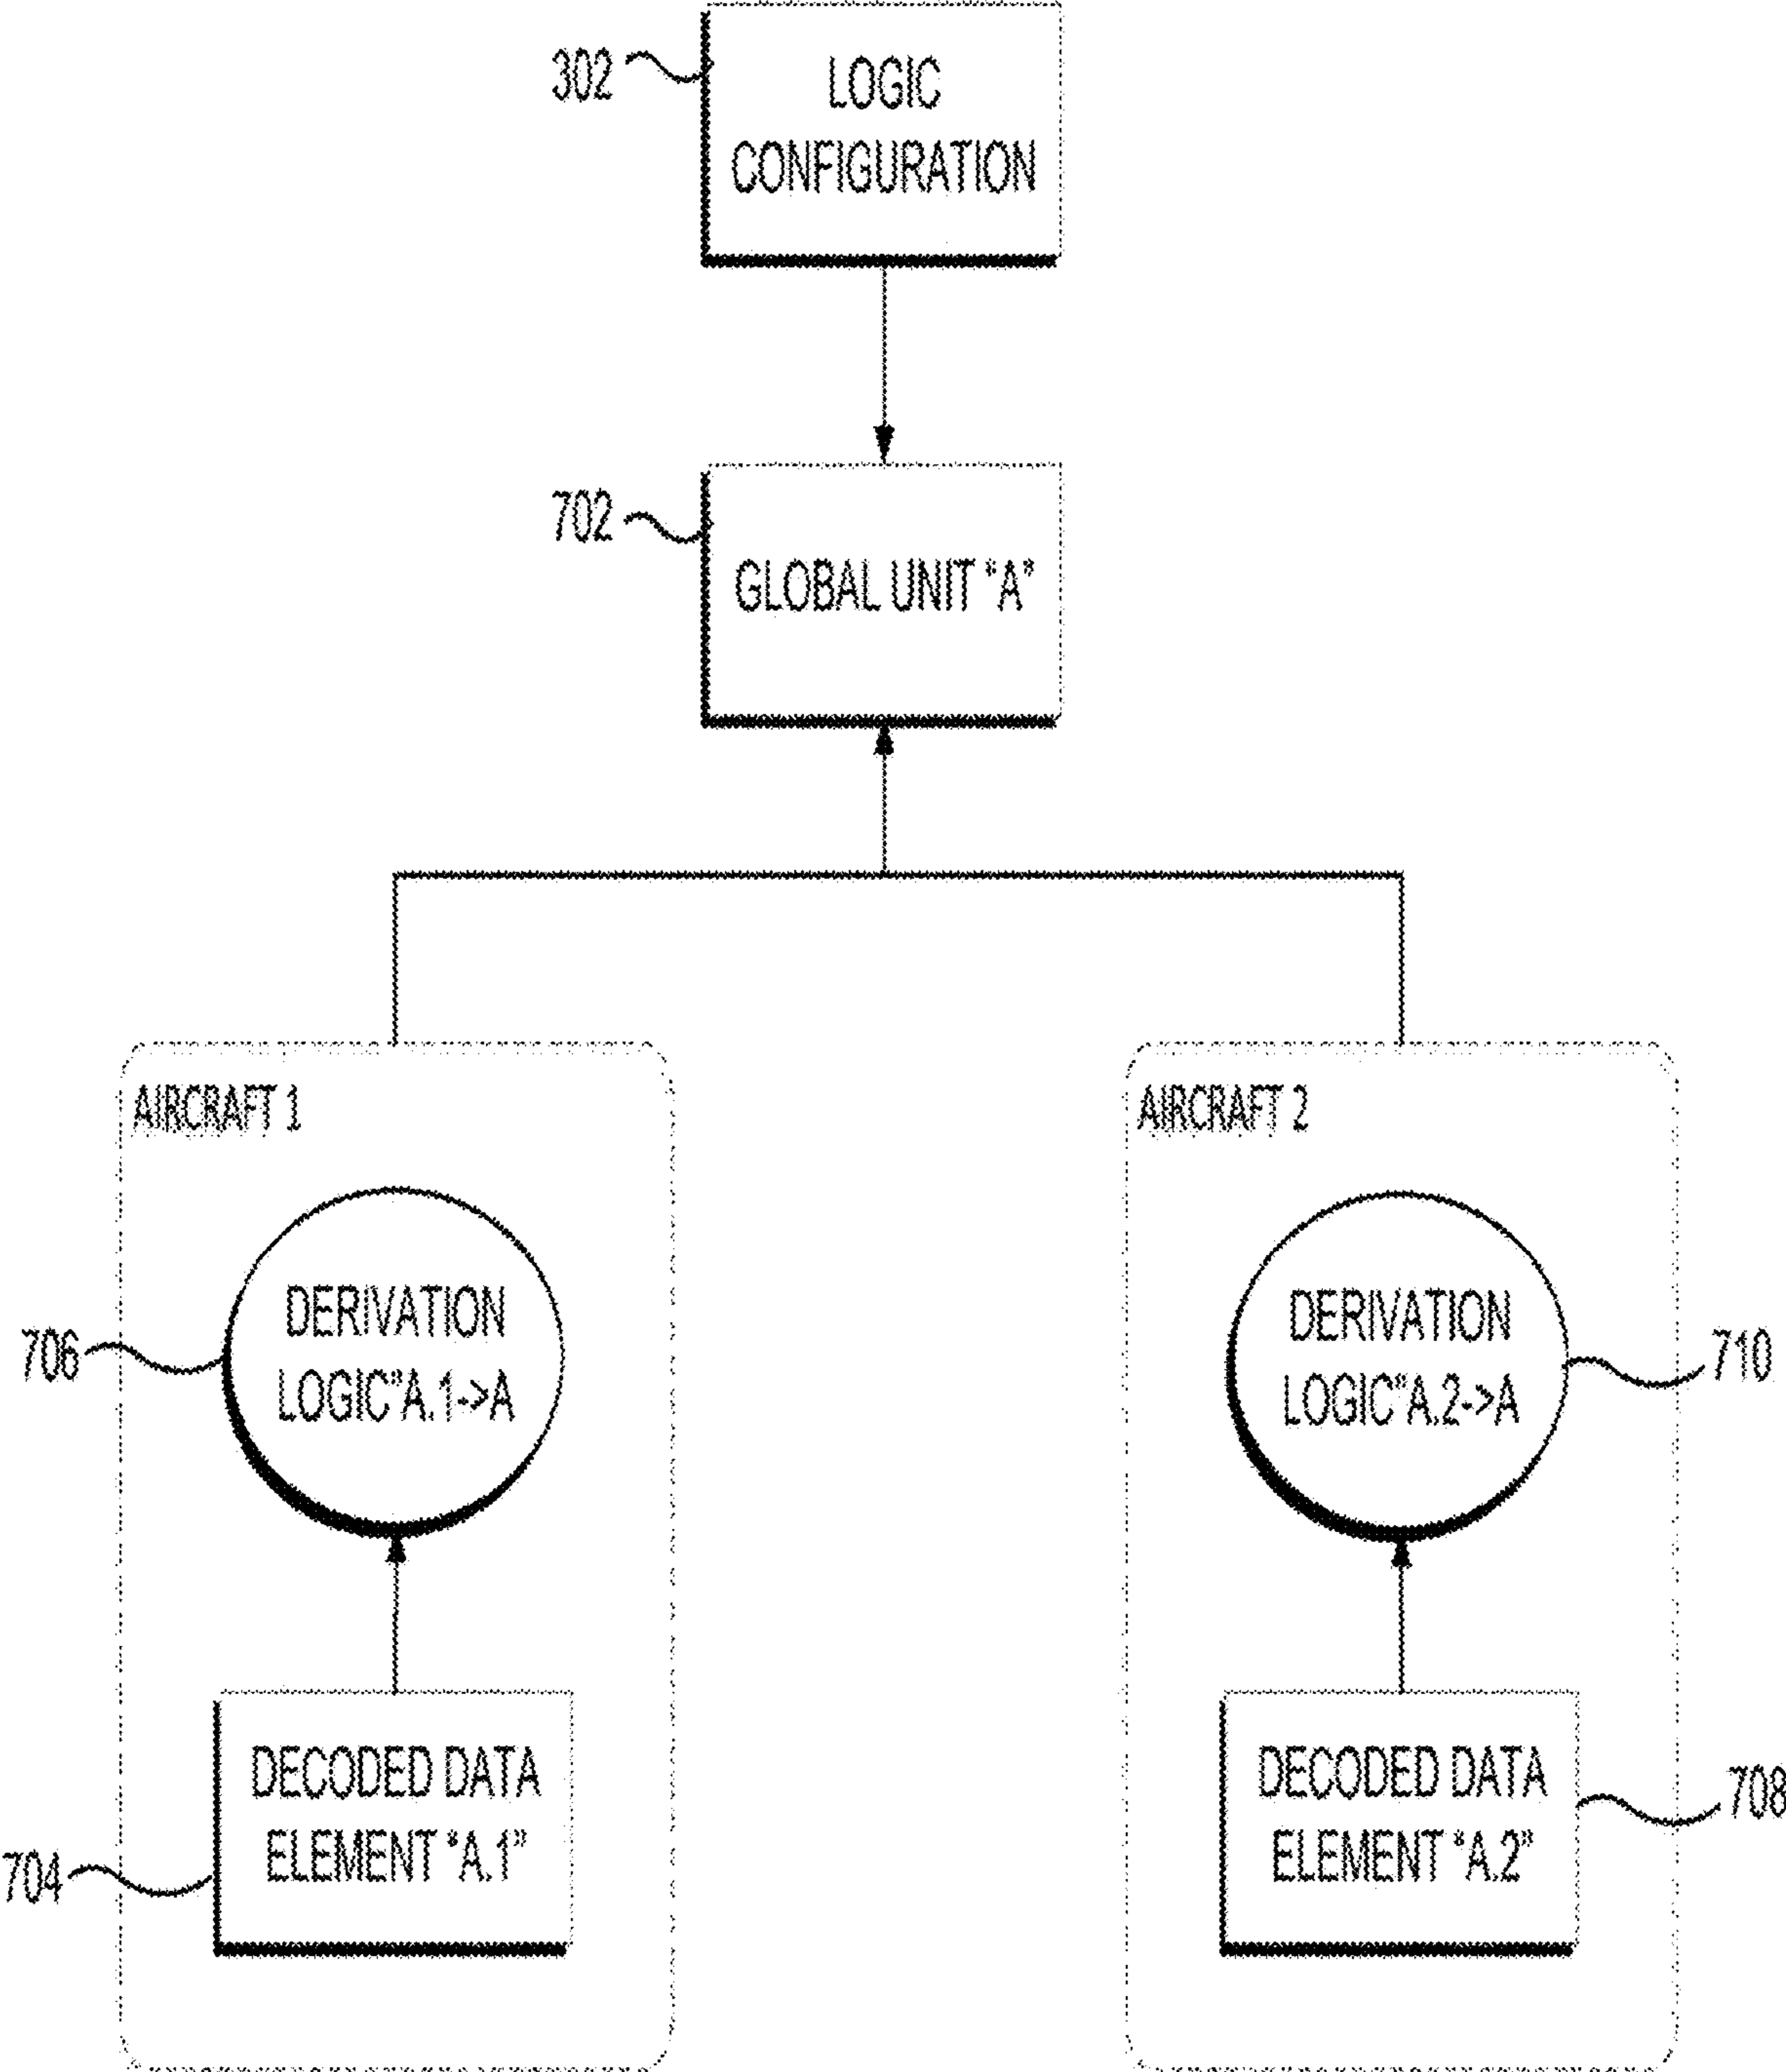 302
LOGIC
CONFIGURATION
702
GLOBAL UNIT “A”
AIRCRAFT 1
AIRCRAFT 2
DERIVATION
LOGIC”A.1->A
706
DERIVATION
LOGIC”A.2->A
710
DECODED DATA
ELEMENT “A.1”
704
DECODED DATA
ELEMENT “A.2”
708